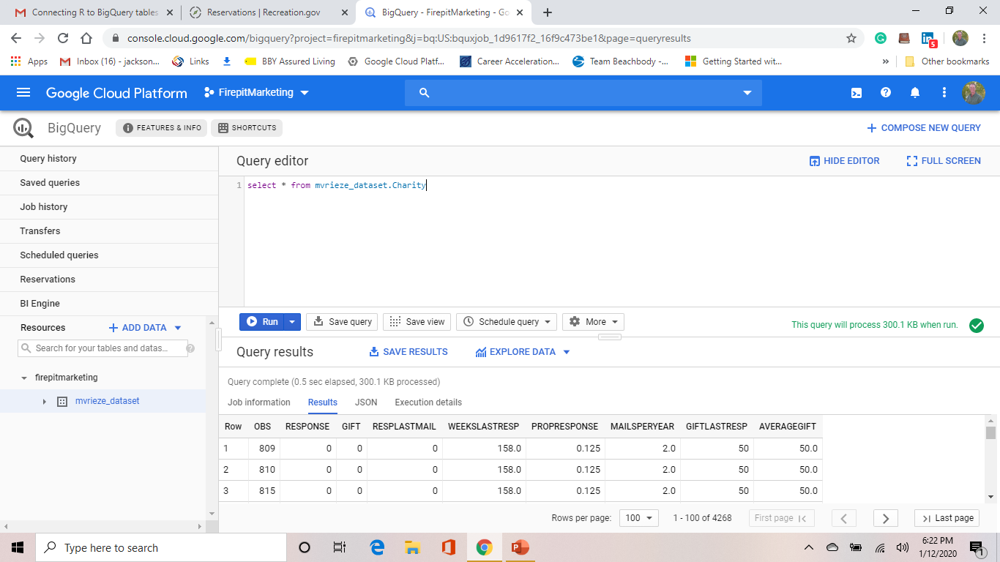 Connecting R to BigQuery tables
Reservations | Recreation.gov
BigQuery - FirepitMarketing - Go
console.cloud.google.com/bigquery?project=firepitmarketing&j=bq:US:bquxjob_1d9617f2_16f9c473be1&page=queryresults
5
Apps
Inbox (16) - jackson...
Links
BBY Assured Living
Google Cloud Platf...
Career Acceleration...
Team Beachbody -...
Getting Started wit...
»
Other bookmarks
Google Cloud Platform
FirepitMarketing
BigQuery
FEATURES & INFO
SHORTCUTS
+ COMPOSE NEW QUERY
Query history
Saved queries
Job history
Transfers
Scheduled queries
Reservations
BI Engine
Resources
+ ADD DATA
Search for your tables and datas...
firepitmarketing
mvrieze_dataset
Query editor
HIDE EDITOR
FULL SCREEN
1 select * from mvrieze_dataset.Charity
Run
Save query
Save view
Schedule query
More
This query will process 300.1 KB when run.
Query results
SAVE RESULTS
EXPLORE DATA
Query complete (0.5 sec elapsed, 300.1 KB processed)
Job information Results JSON Execution details
Row OBS RESPONSE GIFT RESPLASTMAIL WEEKSLASTRESP PROPRESPONSE MAILSPERYEAR GIFTLASTRESP AVERAGEGIFT
1 809 0 0 0 158.0 0.125 2.0 50 50.0
2 810 0 0 0 158.0 0.125 2.0 50 50.0
3 815 0 0 0 158.0 0.125 2.0 50 50.0
Rows per page: 100 1 - 100 of 4268 First page Last page
Type here to search
6:22 PM
1/12/2020
1